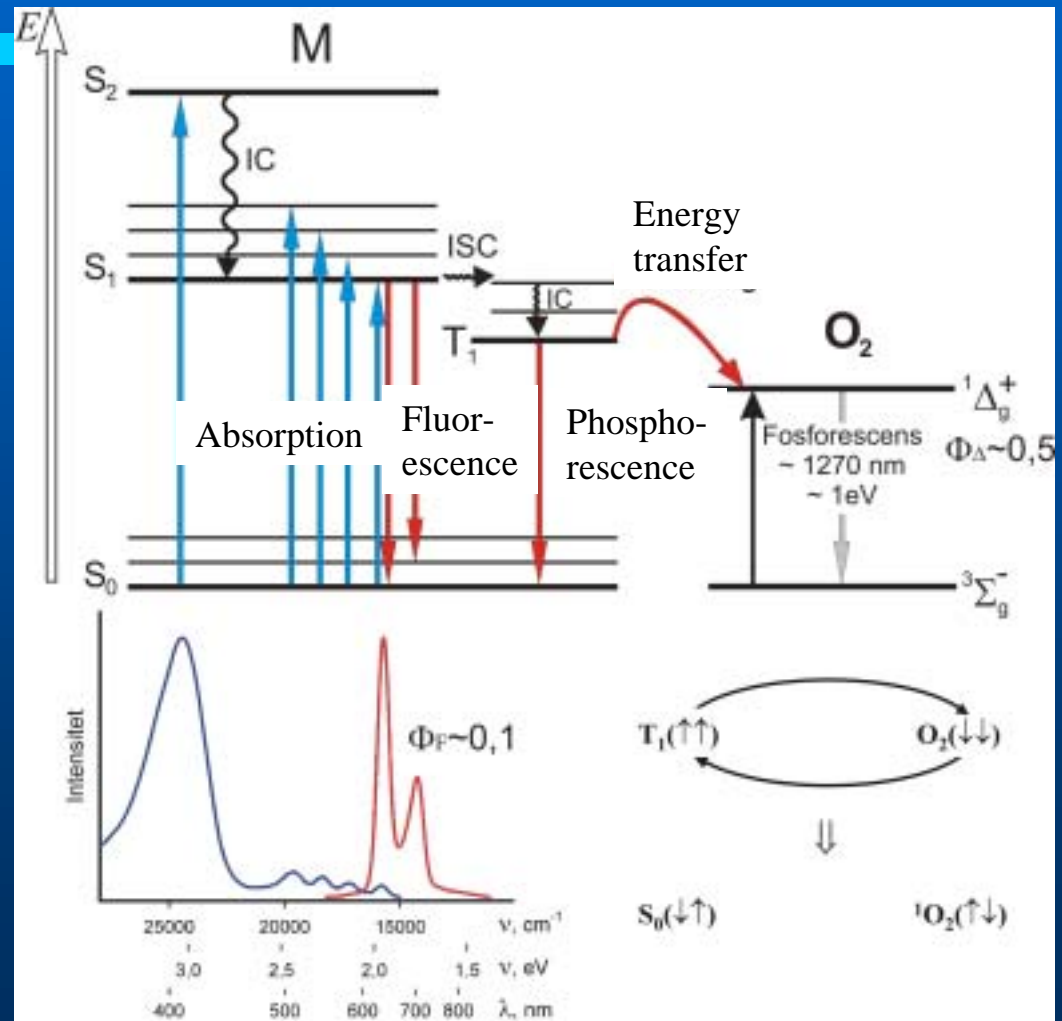 E
M
S₂
IC
Energy
transfer
ISC
S₁
IC
O₂
T₁
¹Δg⁺
Absorption
Fluor-
escence
Phospho-
rescence
Fosforescens
~ 1270 nm
~ 1eV
ΦΔ~0,5
S₀
³Σg⁻
Intensitet
ΦF~0,1
T₁(↑↑) O₂(↓↓)
⇓
S₀(↓↑) ¹O₂(↑↓)
25000 20000 15000 ν, cm⁻¹
3,0 2,5 2,0 1,5 ν, eV
400 500 600 700 800 λ, nm